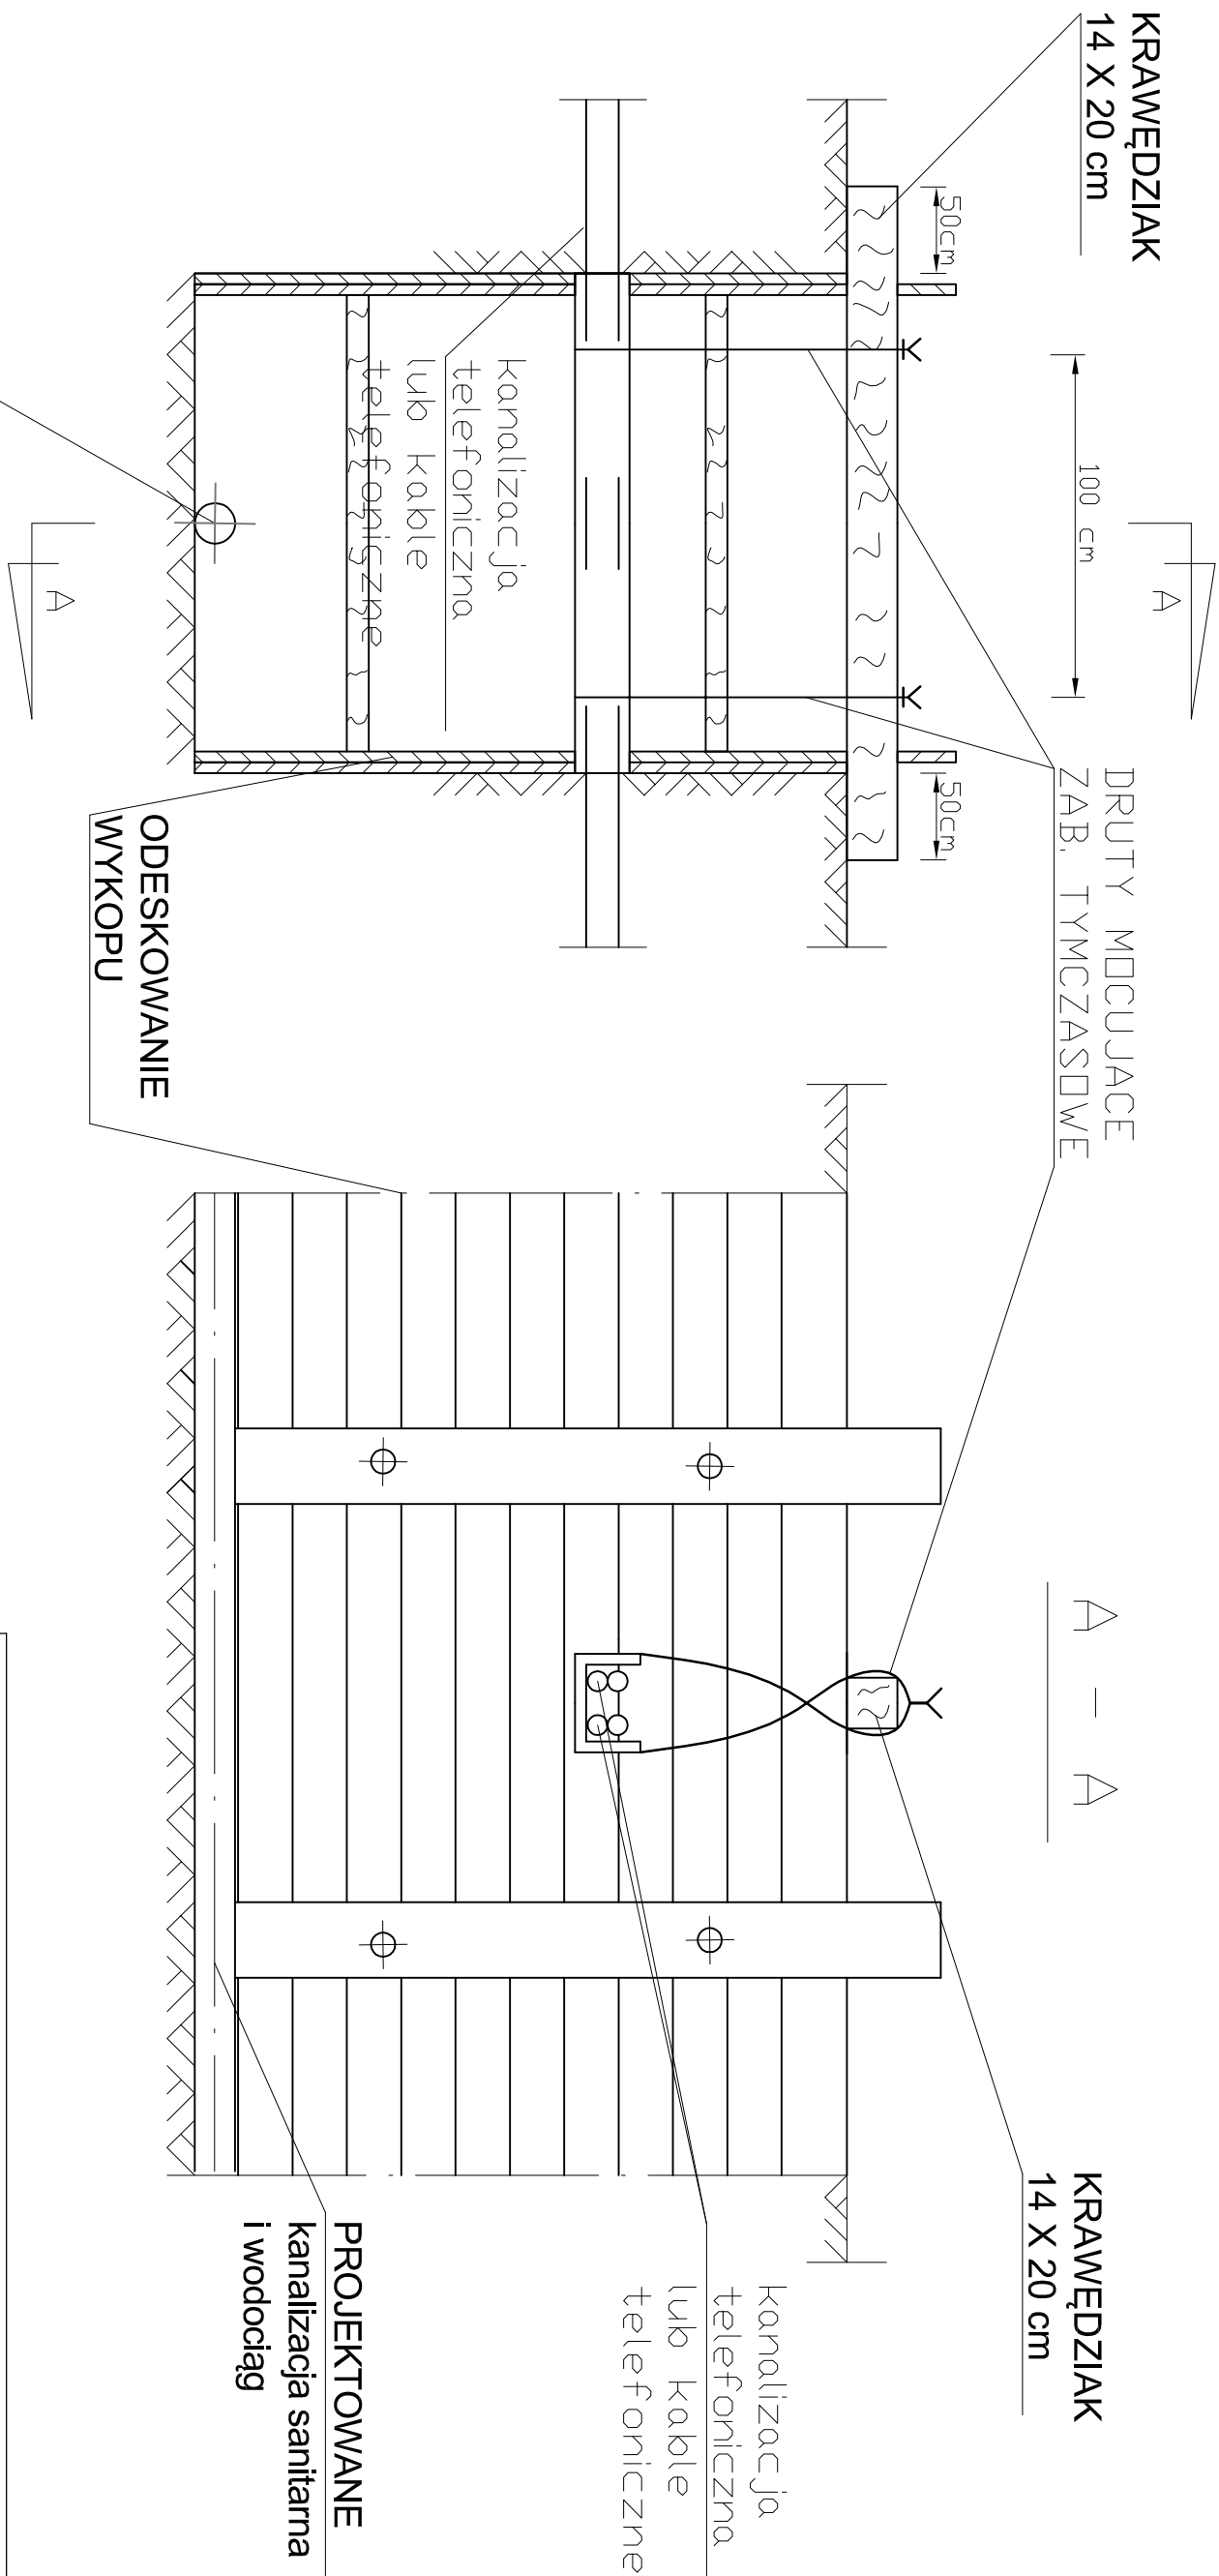 KRAWĘDZIAK
14 X 20 cm
50cm
100 cm
50cm
A
A
DRUTY MOCUJACE
ZAB. TYMCZASOWE
kanalizacja
telefoniczna
lub kable
telefoniczne
ODESKOWANIE
WYKOPU
A - A
KRAWĘDZIAK
14 X 20 cm
kanalizacja
telefoniczna
lub kable
telefoniczne
PROJEKTOWANE
kanalizacja sanitarna
i wodociąg